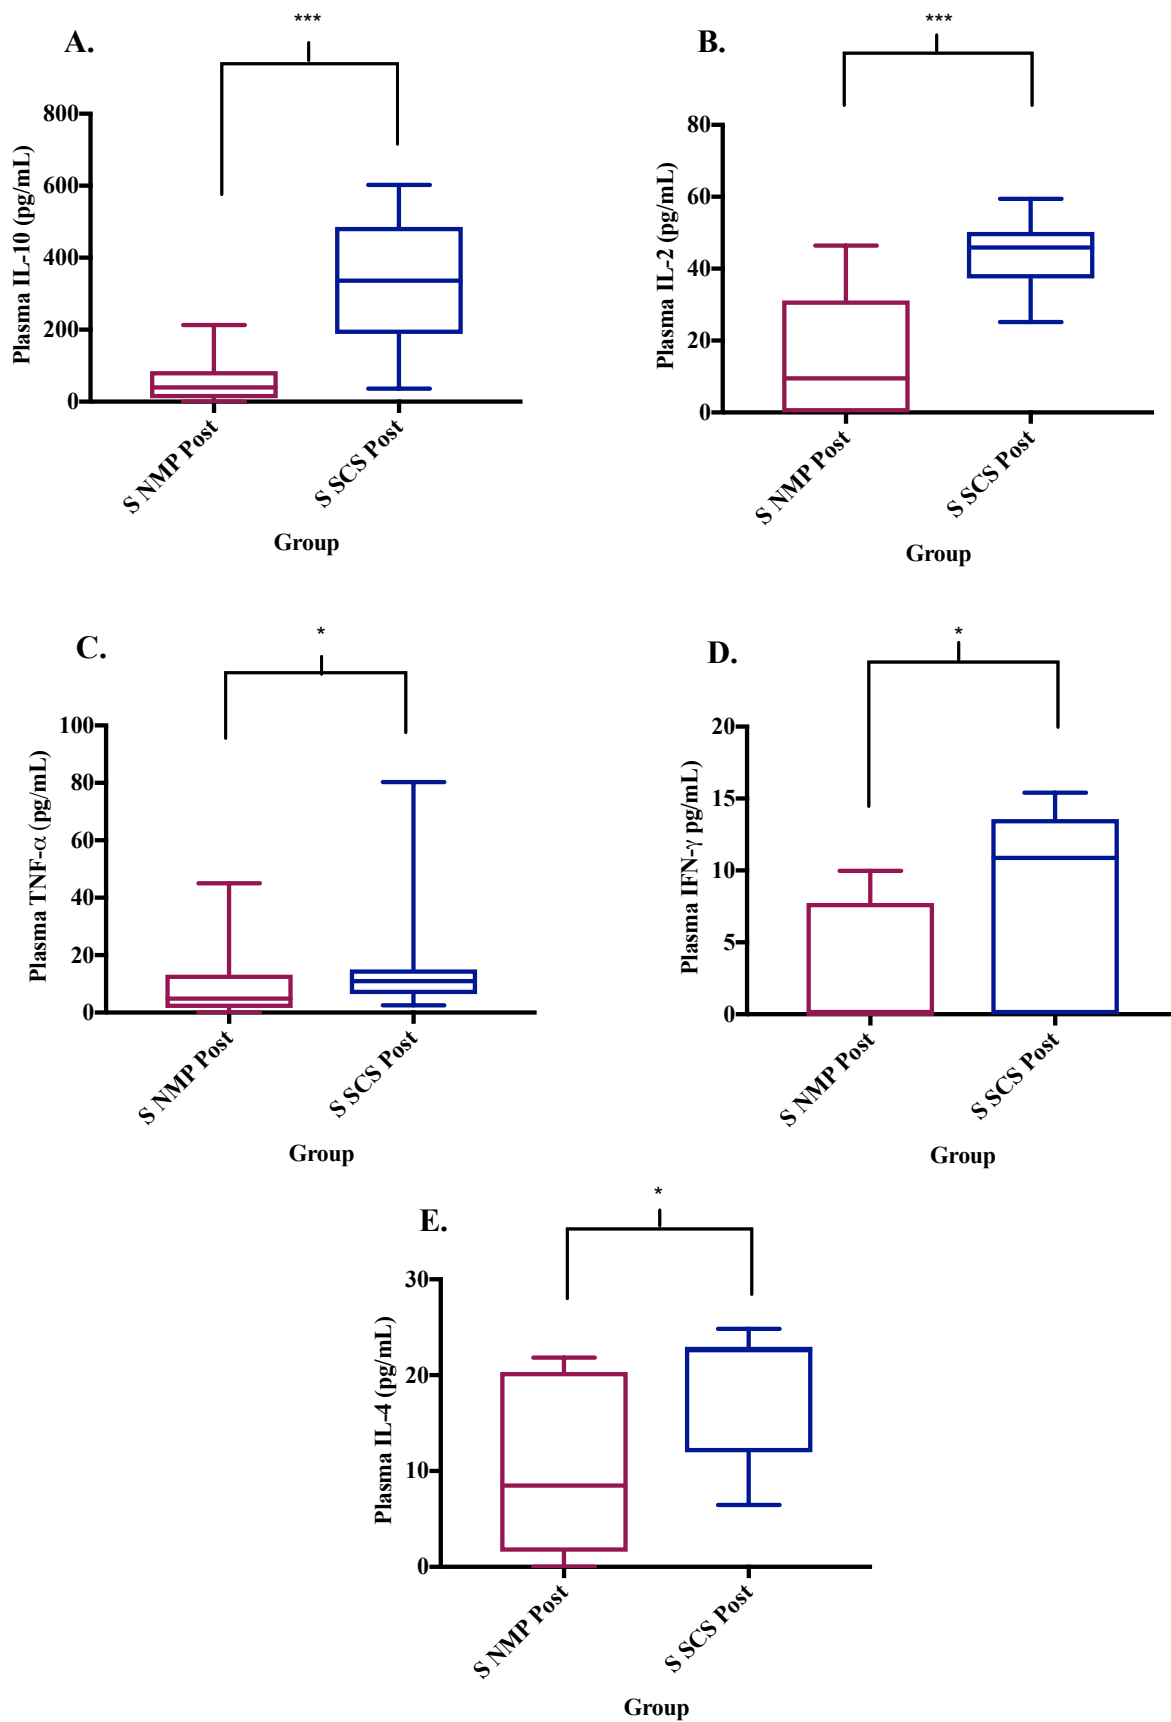 A.
***
Plasma IL-10 (pg/mL)
800
600
400
200
0
S NMP Post
S SCS Post
Group
B.
***
Plasma IL-2 (pg/mL)
80
60
40
20
0
S NMP Post
S SCS Post
Group
C.
*
Plasma TNF-α (pg/mL)
100
80
60
40
20
0
S NMP Post
S SCS Post
Group
D.
*
Plasma IFN-γ pg/mL)
20
15
10
5
0
S NMP Post
S SCS Post
Group
E.
*
Plasma IL-4 (pg/mL)
30
20
10
0
S NMP Post
S SCS Post
Group